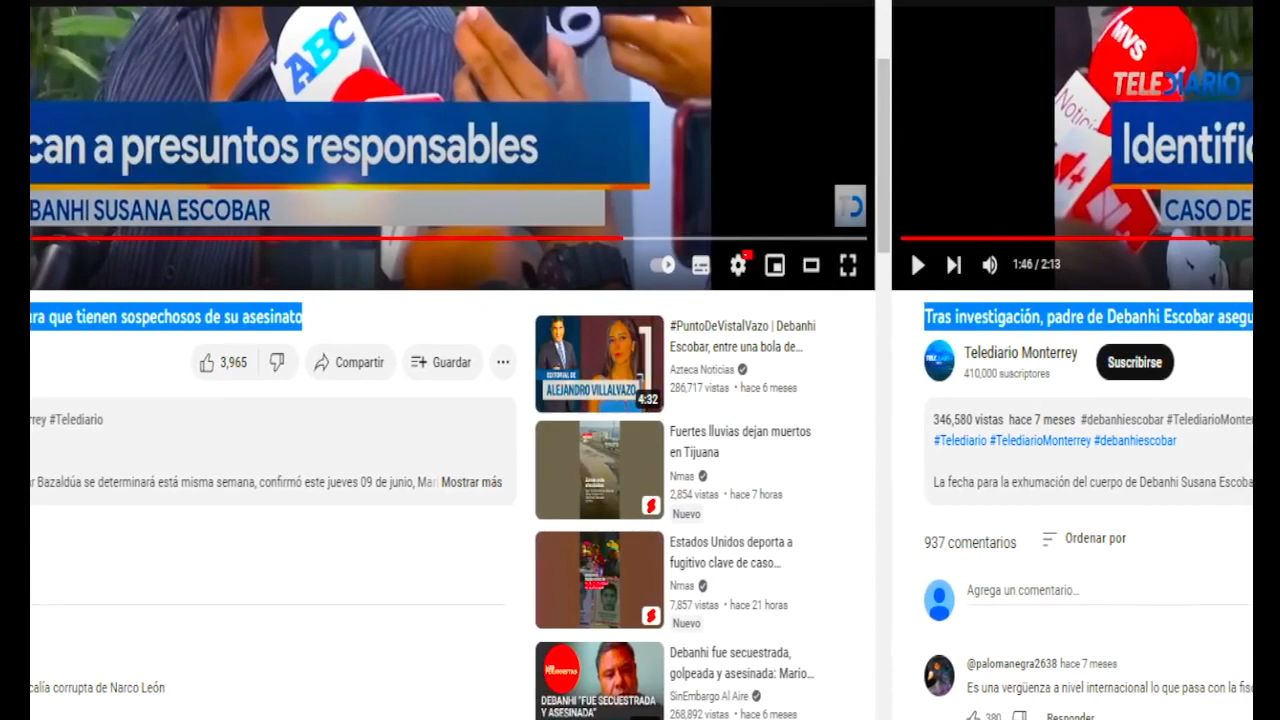 ABC
6
can a presuntos responsables
BANHI SUSANA ESCOBAR
TD
ura que tienen sospechosos de su asesinato
3,965
Compartir
Guardar
rrey #Telediario
r Bazaldúa se determinará está misma semana, confirmó este jueves 09 de junio, Mari Mostrar más
calía corrupta de Narco León
EDITORIAL DE
ALEJANDRO VILLALVAZO
4:32
#PuntoDeVistalVazo | Debanhi
Escobar, entre una bola de...
Azteca Noticias
286,717 vistas • hace 6 meses
Fuertes lluvias dejan muertos
en Tijuana
Nmas
2,854 vistas • hace 7 horas
Nuevo
Estados Unidos deporta a
fugitivo clave de caso...
Nmas
7,857 vistas • hace 21 horas
Nuevo
DEBANHI "FUE SECUESTRADA
Y ASESINADA"
Debanhi fue secuestrada,
golpeada y asesinada: Mario...
SinEmbargo Al Aire
268,892 vistas • hace 6 meses
MVS
TELEDIARIO
Notici
Identific
CASO DE
1:46 / 2:13
Tras investigación, padre de Debanhi Escobar asegu
Telediario Monterrey
410,000 suscriptores
Suscribirse
346,580 vistas hace 7 meses #debanhiescobar #TelediarioMonter
#Telediario #TelediarioMonterrey #debanhiescobar
La fecha para la exhumación del cuerpo de Debanhi Susana Escoba
937 comentarios
Ordenar por
Agrega un comentario...
@palomanegra2638 hace 7 meses
Es una vergüenza a nivel internacional lo que pasa con la fisc
380
Responder